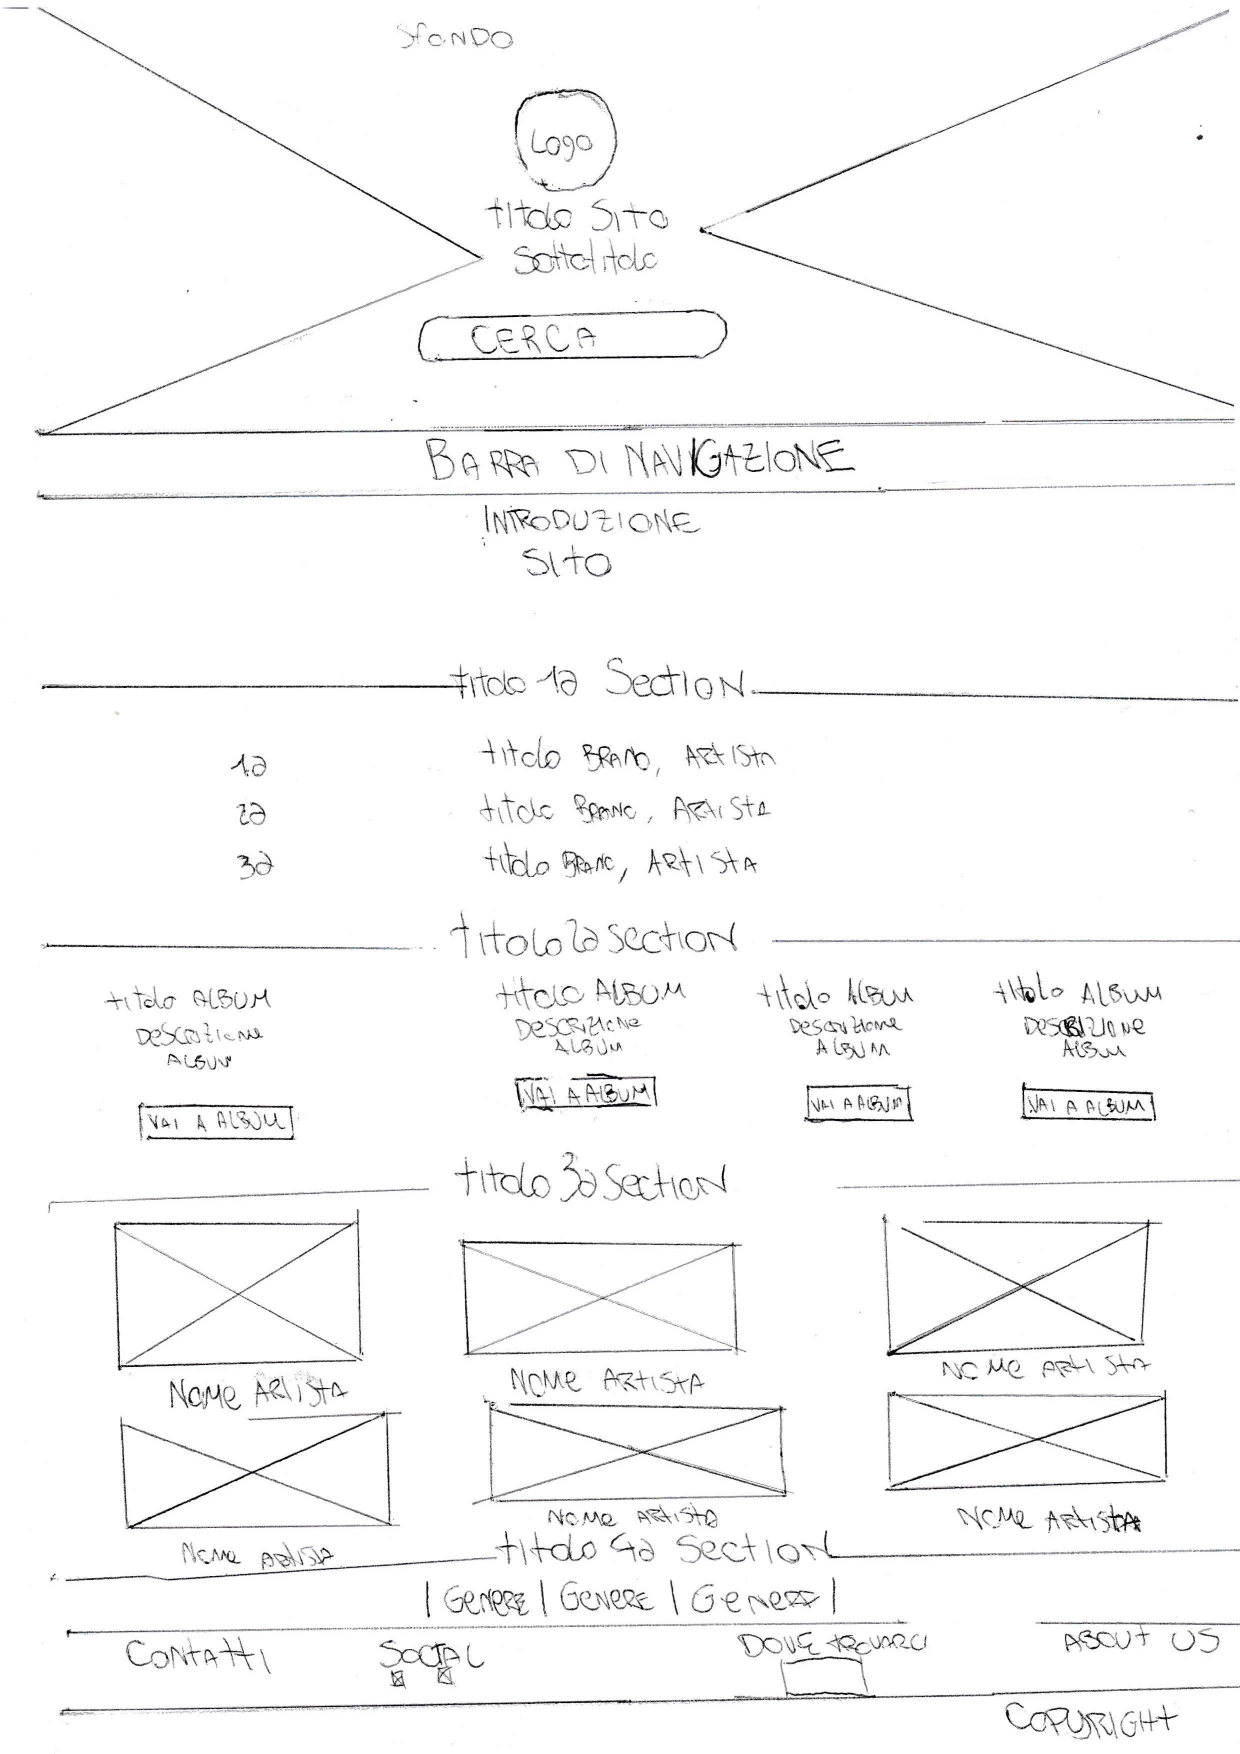 SFONDO
Logo
titolo Sito
Sottotitolo
CERCA
BARRA DI NAVIGAZIONE
INTRODUZIONE
SITO
titolo 1a Section
1a titolo BRANO, ARTISTA
2a titolo BRANO, ARTISTA
3a titolo BRANO, ARTISTA
titolo 2a Section
titolo ALBUM titolo ALBUM titolo ALBUM titolo ALBUM
DESCRIZIONE DESCRIZIONE DESCRIZIONE DESCRIZIONE
ALBUM ALBUM ALBUM ALBUM
VAI A ALBUM VAI A ALBUM VAI A ALBUM VAI A ALBUM
titolo 3a Section
NOME ARTISTA NOME ARTISTA NOME ARTISTA
NOME ARTISTA NOME ARTISTA NOME ARTISTA
titolo 4a Section
| GENERE | GENERE | GENERE |
CONTATTI SOCIAL DOVE TROVARCI ABOUT US
COPYRIGHT